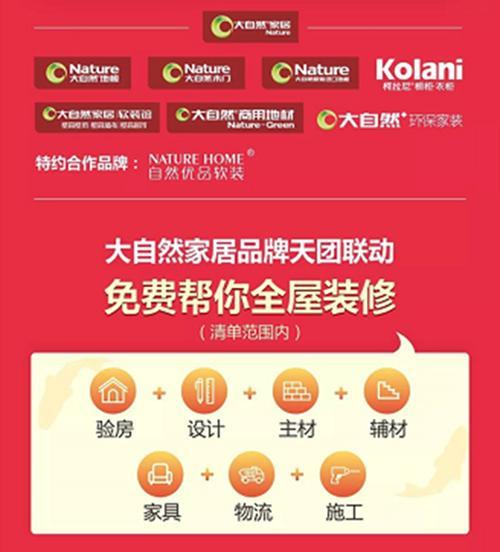 大自然®家居
Nature
Nature
大自然®地板
Nature
大自然®木门
Nature
Kolani
柯拉尼®橱柜·衣柜
大自然家居|软装馆
大自然®商用地材
Nature·Green
大自然®环保家装
特约合作品牌：
NATURE HOME®
自然优品软装
大自然家居品牌天团联动
免费帮你全屋装修
（清单范围内）
验房 + 设计 + 主材 + 辅材
家具 + 物流 + 施工